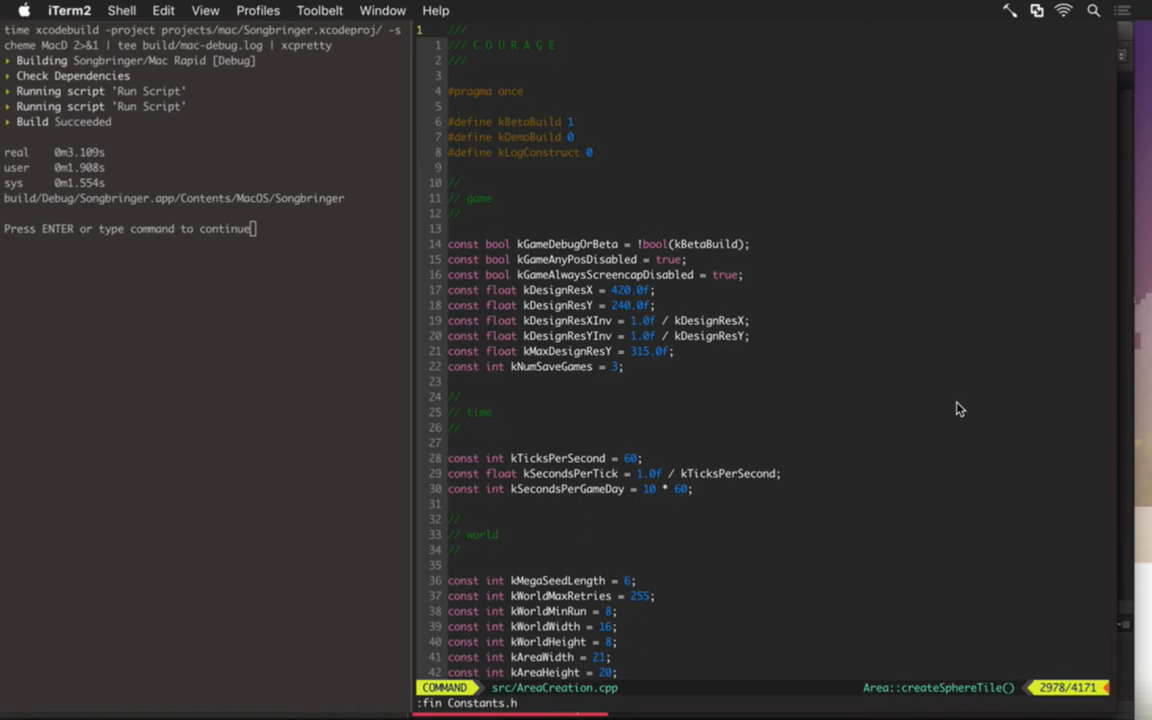 iTerm2 Shell Edit View Profiles Toolbelt Window Help
time xcodebuild -project projects/mac/Songbringer.xcodeproj/ -s
cheme MacD 2>&1 | tee build/mac-debug.log | xcpretty
Building Songbringer/Mac Rapid [Debug]
Check Dependencies
Running script 'Run Script'
Running script 'Run Script'
Build Succeeded
real 0m3.109s
user 0m1.908s
sys 0m1.554s
build/Debug/Songbringer.app/Contents/MacOS/Songbringer
Press ENTER or type command to continue
1 ///
1 /// C O U R A G E
2 ///
3
4 #pragma once
5
6 #define kBetaBuild 1
7 #define kDemoBuild 0
8 #define kLogConstruct 0
9
10 //
11 // game
12 //
13
14 const bool kGameDebugOrBeta = !bool(kBetaBuild);
15 const bool kGameAnyPosDisabled = true;
16 const bool kGameAlwaysScreencapDisabled = true;
17 const float kDesignResX = 420.0f;
18 const float kDesignResY = 240.0f;
19 const float kDesignResXInv = 1.0f / kDesignResX;
20 const float kDesignResYInv = 1.0f / kDesignResY;
21 const float kMaxDesignResY = 315.0f;
22 const int kNumSaveGames = 3;
23
24 //
25 // time
26 //
27
28 const int kTicksPerSecond = 60;
29 const float kSecondsPerTick = 1.0f / kTicksPerSecond;
30 const int kSecondsPerGameDay = 10 * 60;
31
32 //
33 // world
34 //
35
36 const int kMegaSeedLength = 6;
37 const int kWorldMaxRetries = 255;
38 const int kWorldMinRun = 8;
39 const int kWorldWidth = 16;
40 const int kWorldHeight = 8;
41 const int kAreaWidth = 21;
42 const int kAreaHeight = 20;
COMMAND src/AreaCreation.cpp Area::createSphereTile() 2978/4171
:fin Constants.h